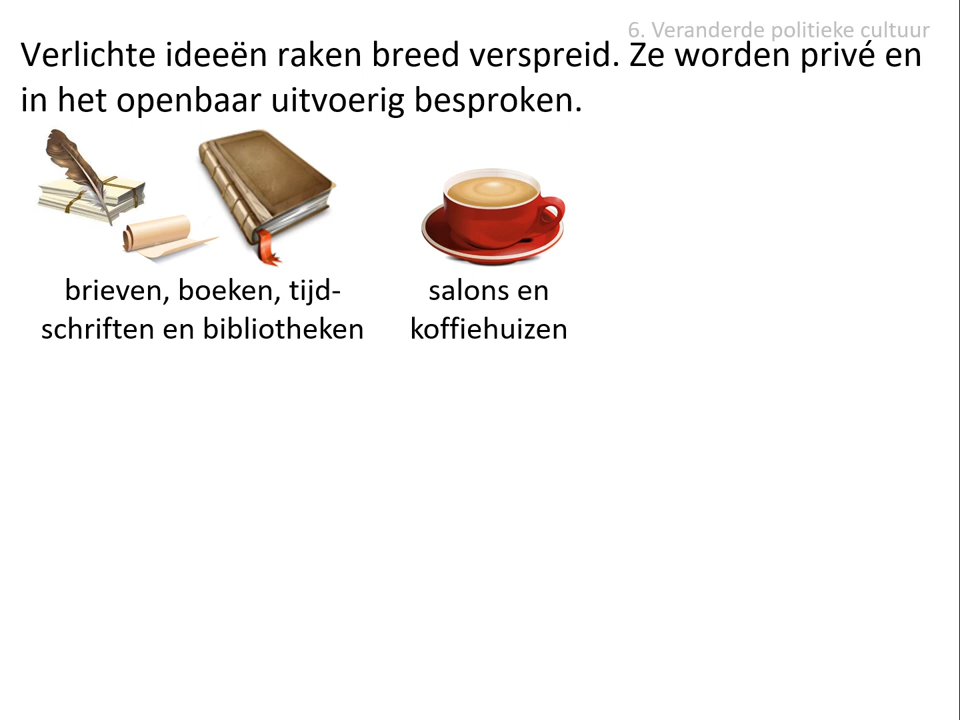 6. Veranderde politieke cultuur
Verlichte ideeën raken breed verspreid. Ze worden privé en
in het openbaar uitvoerig besproken.
brieven, boeken, tijd-
schriften en bibliotheken
salons en
koffiehuizen